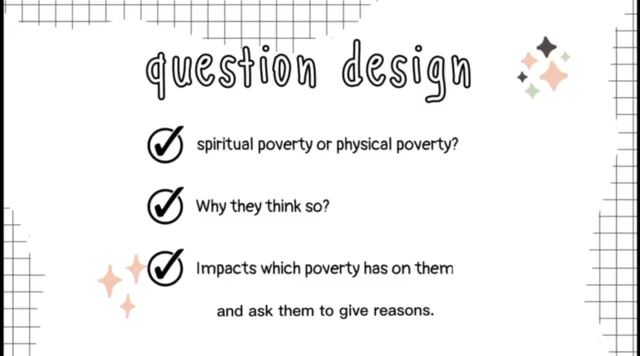 question design
spiritual poverty or physical poverty?
Why they think so?
Impacts which poverty has on them
and ask them to give reasons.